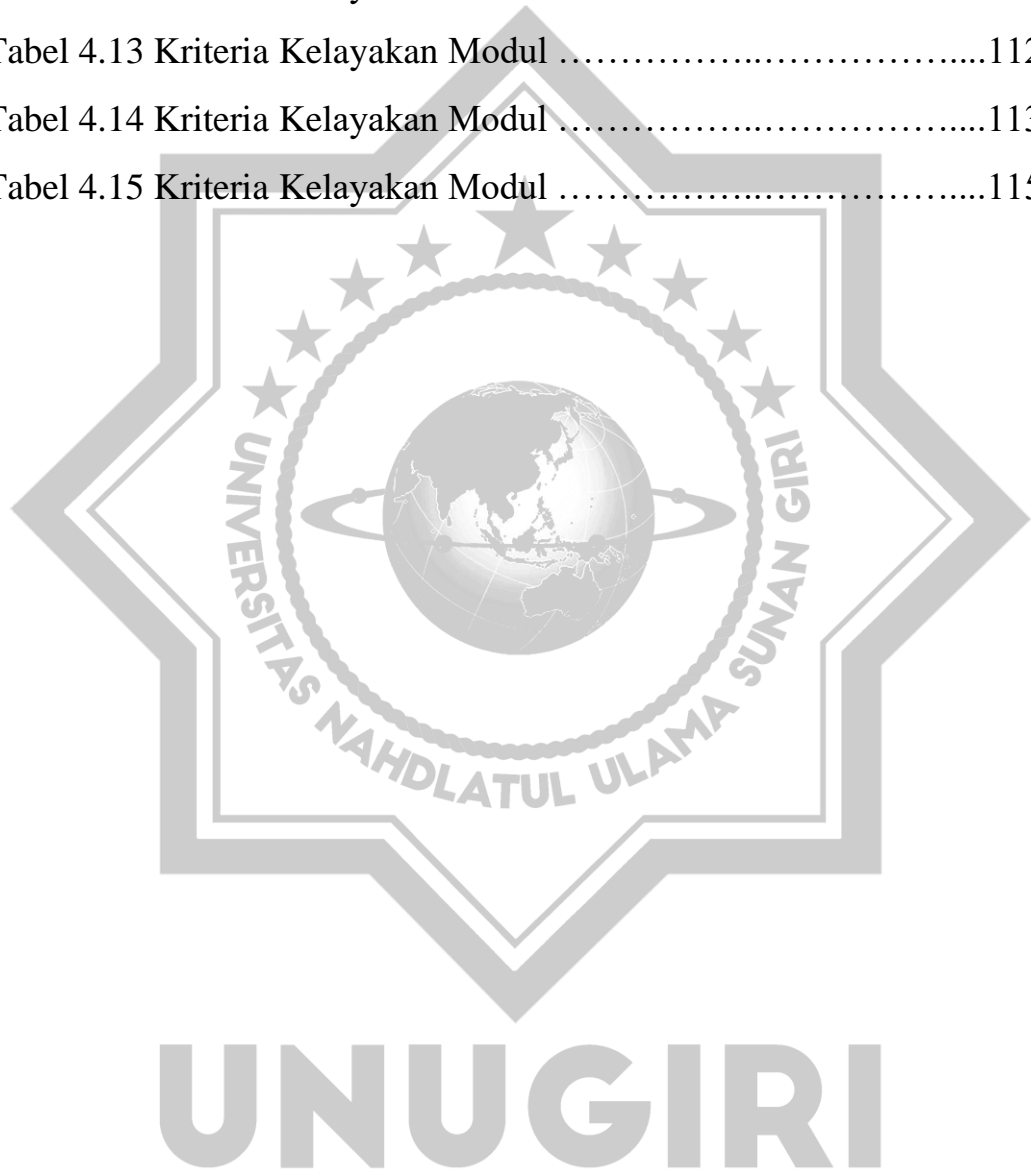 Tabel 4.13 Kriteria Kelayakan Modul ……………..……………....112
Tabel 4.14 Kriteria Kelayakan Modul ……………..……………....113
Tabel 4.15 Kriteria Kelayakan Modul ……………..……………....115
UNIVERSITAS NAHDLATUL ULAMA SUNAN GIRI
UNUGIRI